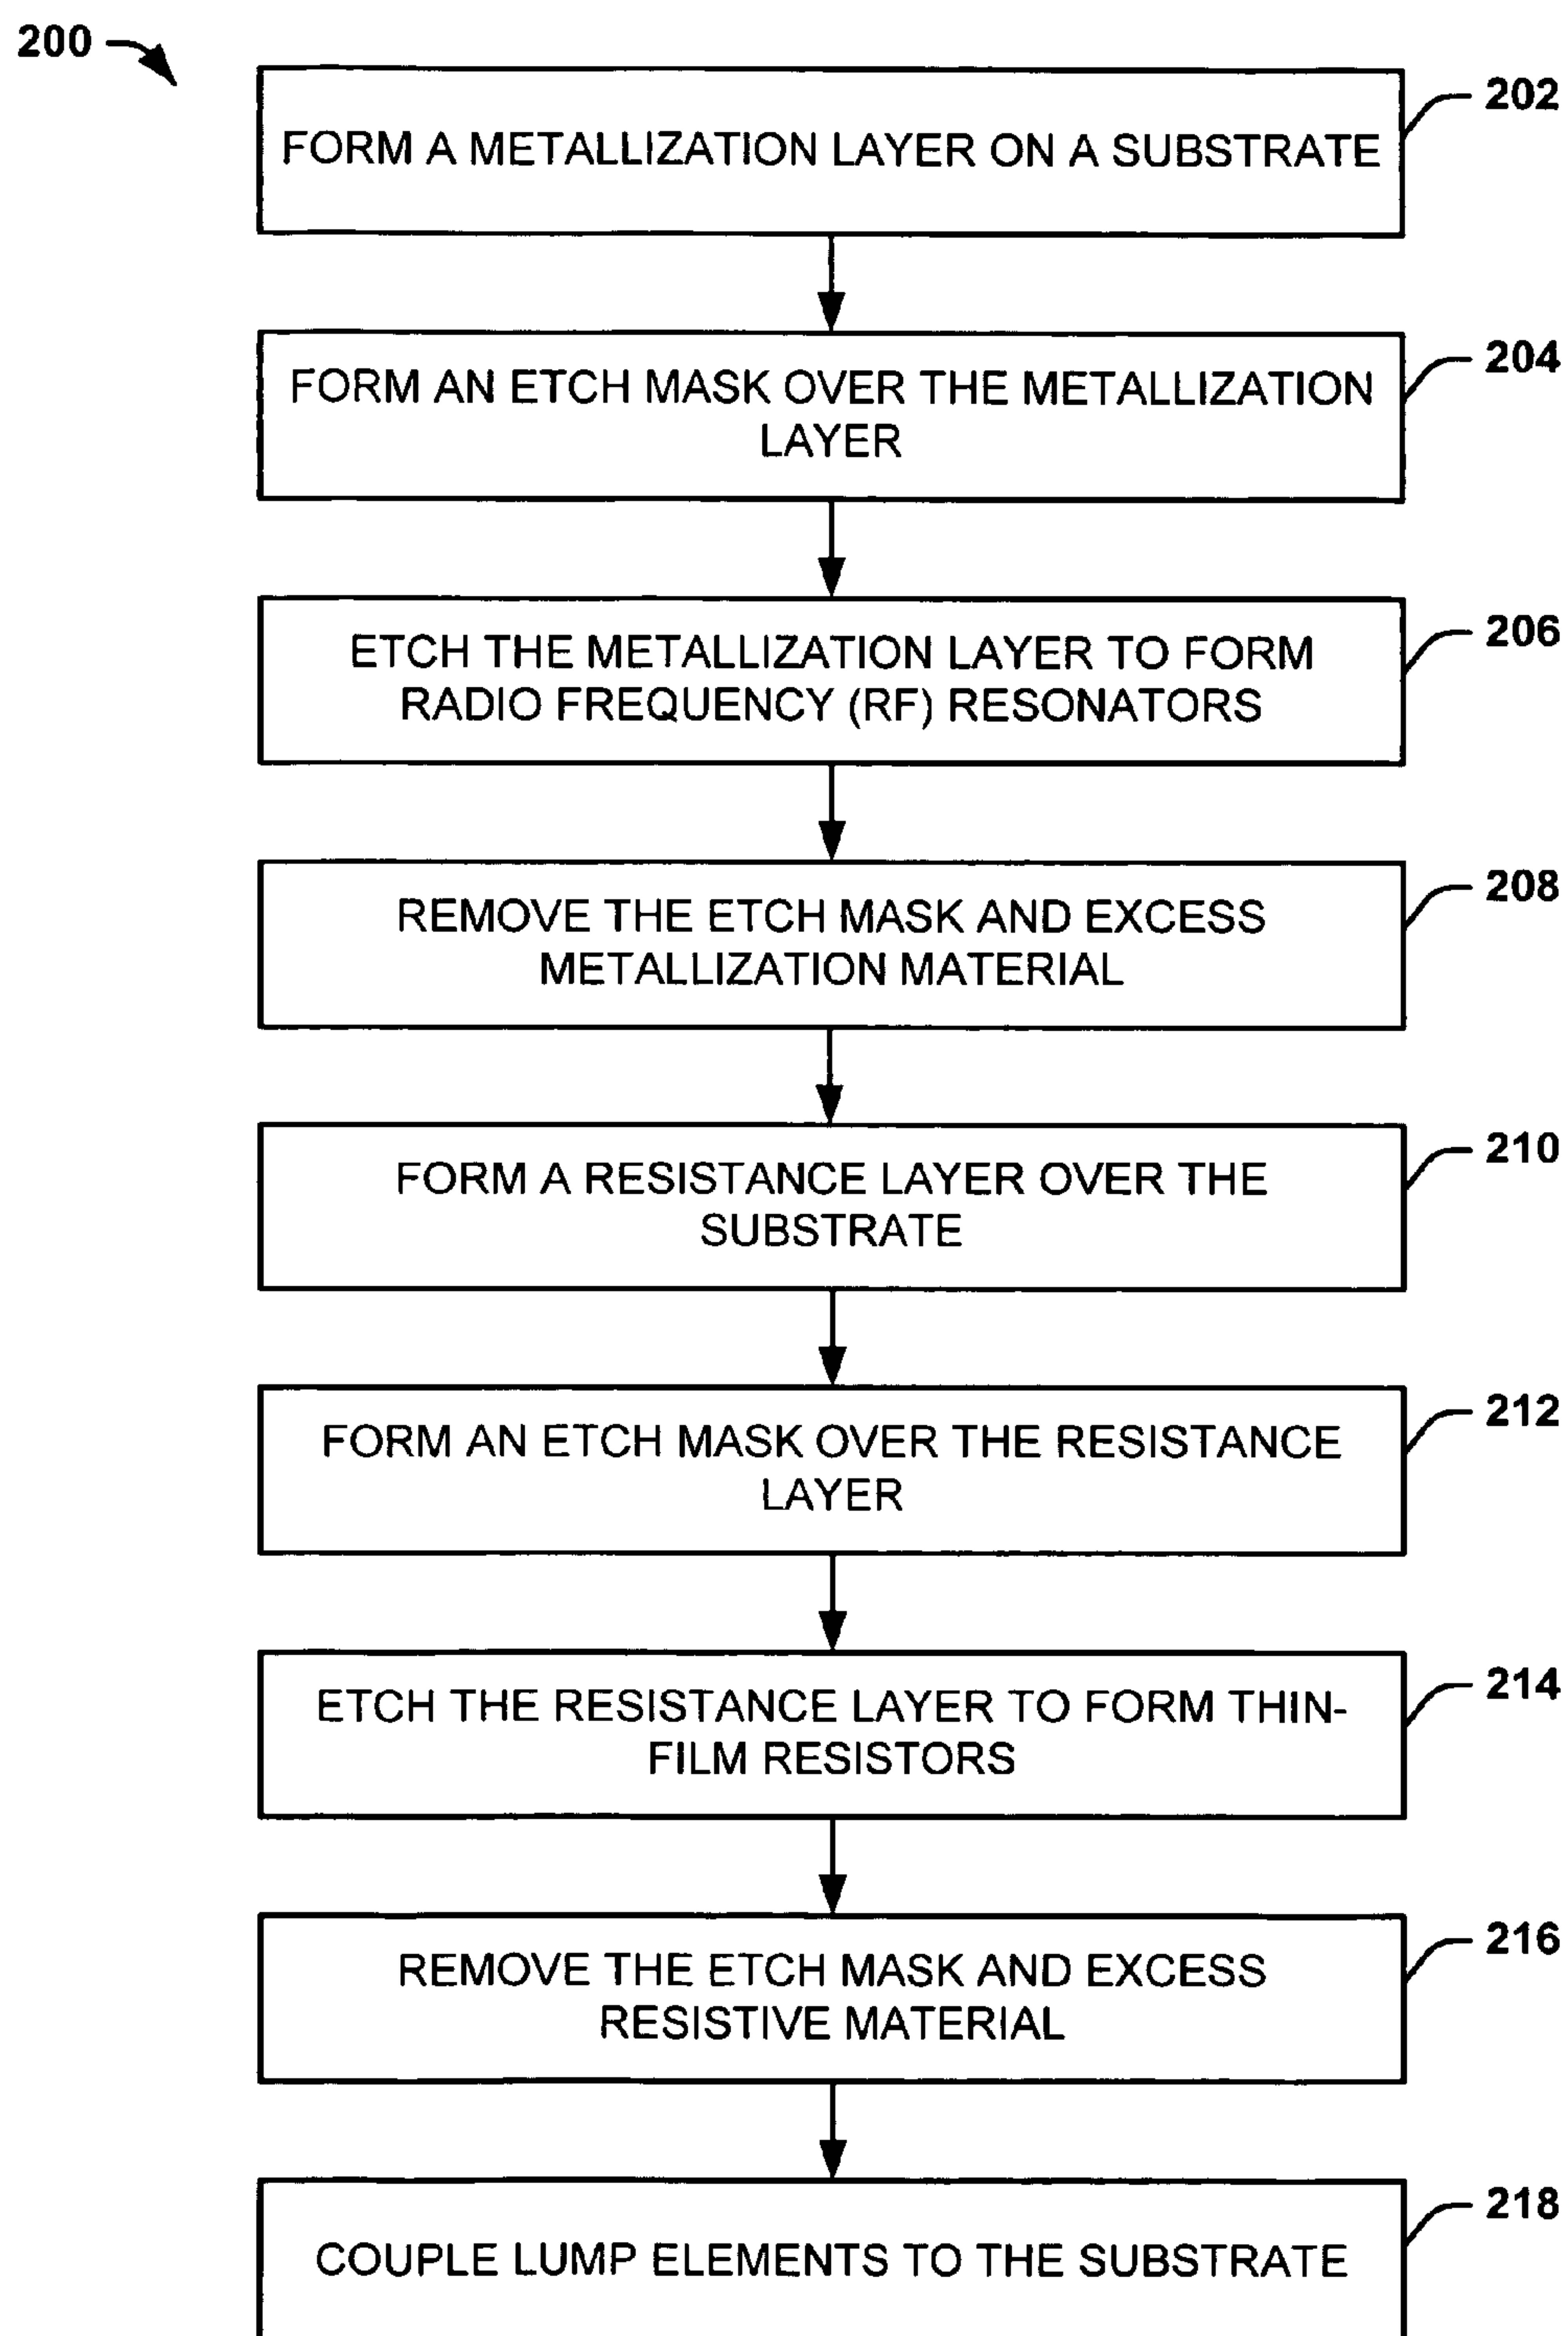 200
202
FORM A METALLIZATION LAYER ON A SUBSTRATE
204
FORM AN ETCH MASK OVER THE METALLIZATION
LAYER
206
ETCH THE METALLIZATION LAYER TO FORM
RADIO FREQUENCY (RF) RESONATORS
208
REMOVE THE ETCH MASK AND EXCESS
METALLIZATION MATERIAL
210
FORM A RESISTANCE LAYER OVER THE
SUBSTRATE
212
FORM AN ETCH MASK OVER THE RESISTANCE
LAYER
214
ETCH THE RESISTANCE LAYER TO FORM THIN-
FILM RESISTORS
216
REMOVE THE ETCH MASK AND EXCESS
RESISTIVE MATERIAL
218
COUPLE LUMP ELEMENTS TO THE SUBSTRATE